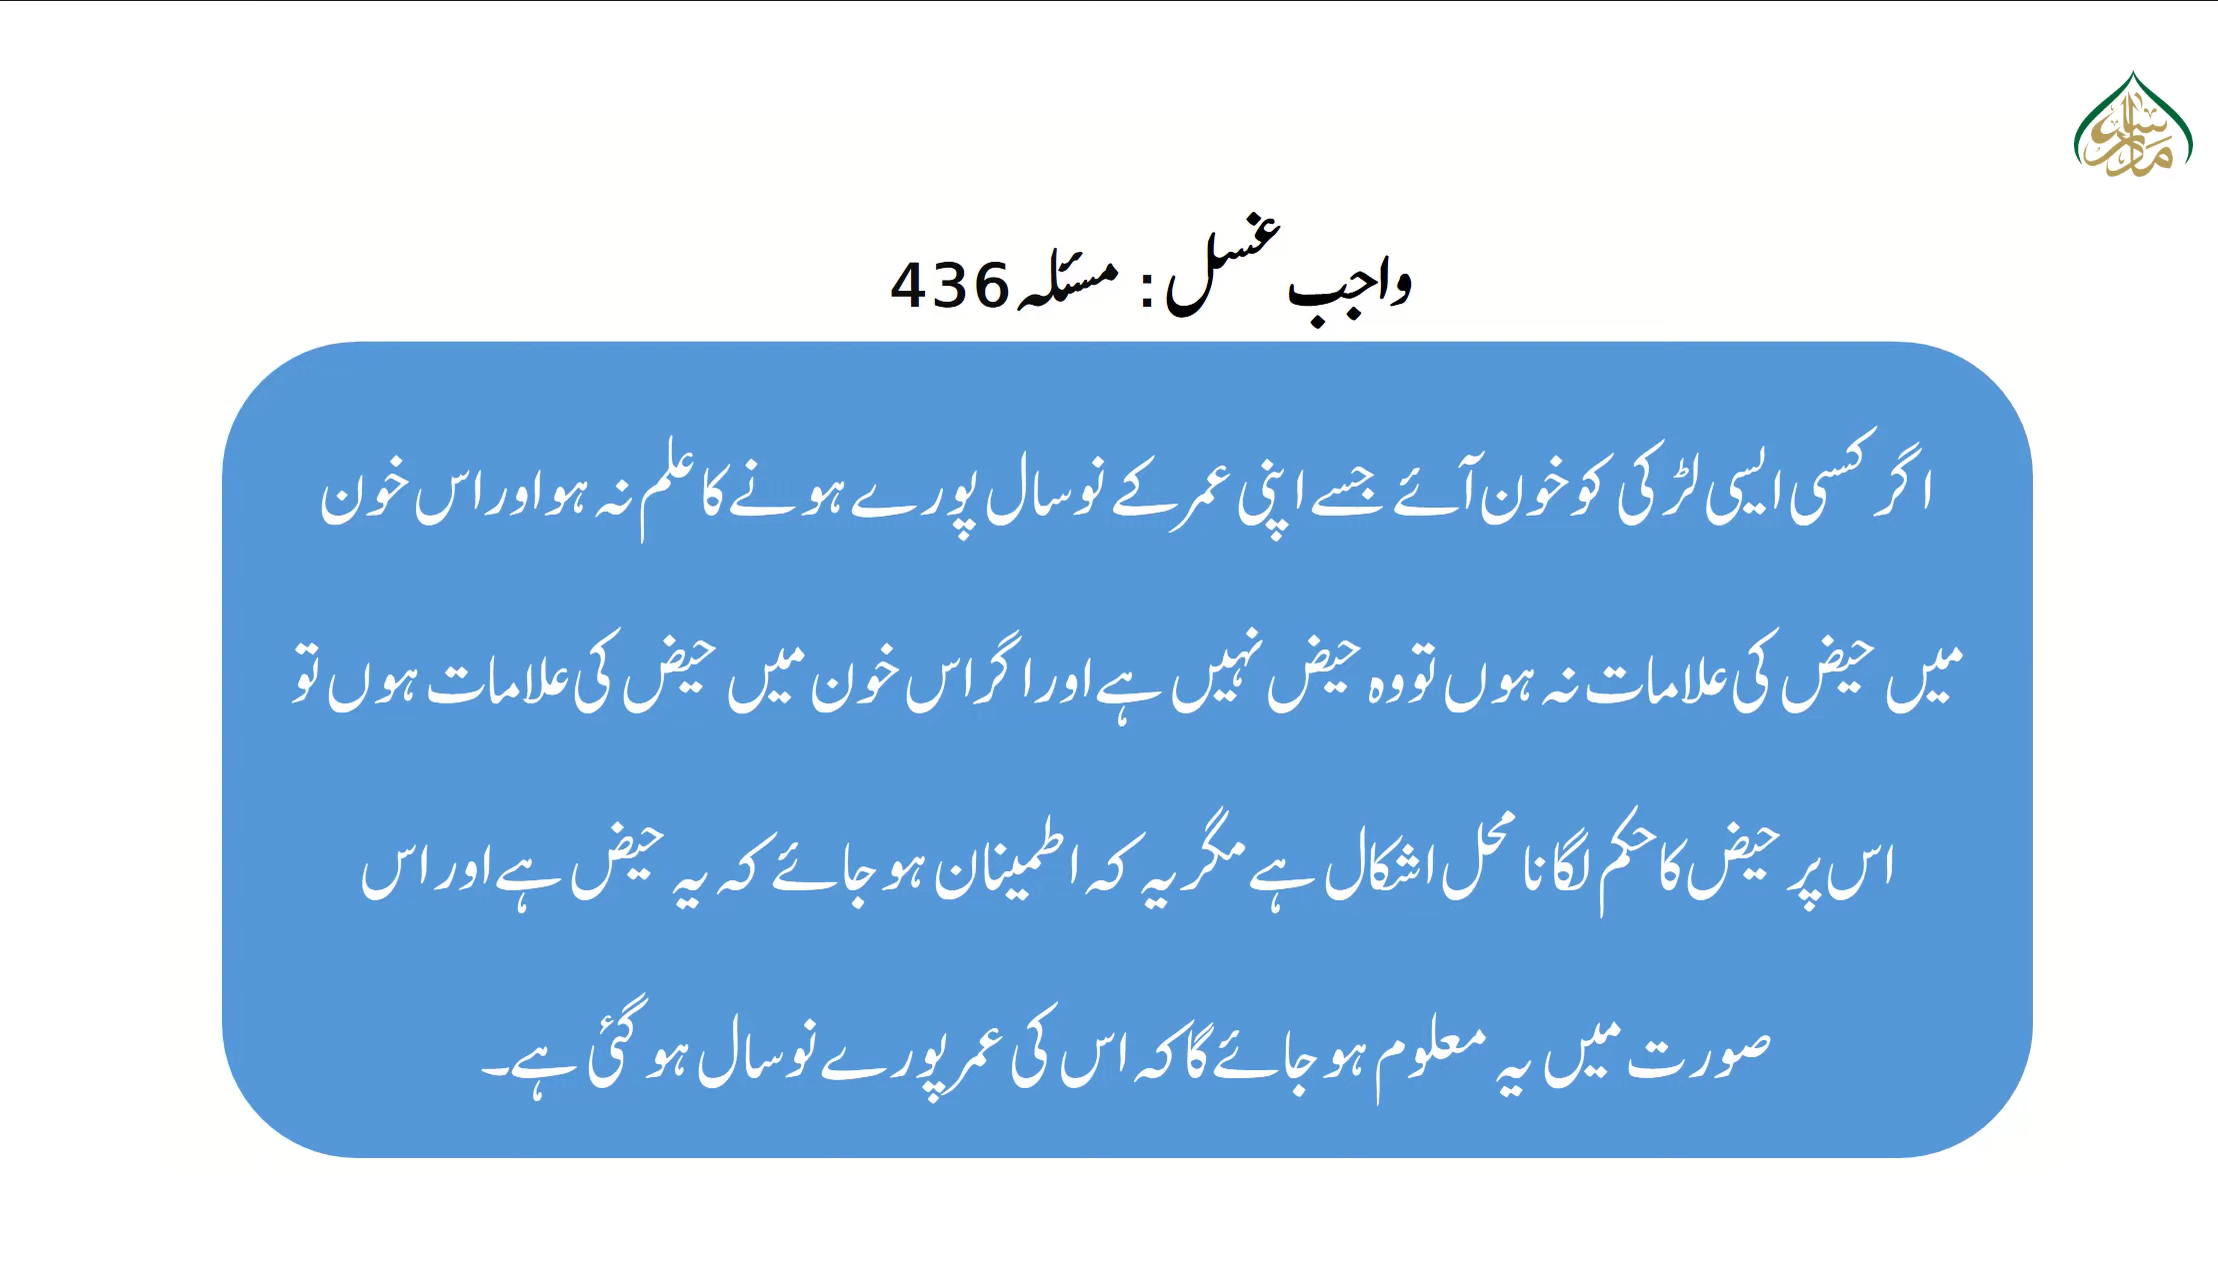 واجب غسل : مسئلہ 436
اگر کسی ایسی لڑکی کو خون آئے جسے اپنی عمر کے نو سال پورے ہونے کا علم نہ ہو اور اس خون
میں حیض کی علامات نہ ہوں تو وہ حیض نہیں ہے اور اگر اس خون میں حیض کی علامات ہوں تو
اس پر حیض کا حکم لگانا محل اشکال ہے مگر یہ کہ اطمینان ہو جائے کہ یہ حیض ہے اور اس
صورت میں یہ معلوم ہو جائے گا کہ اس کی عمر پورے نو سال ہو گئی ہے۔